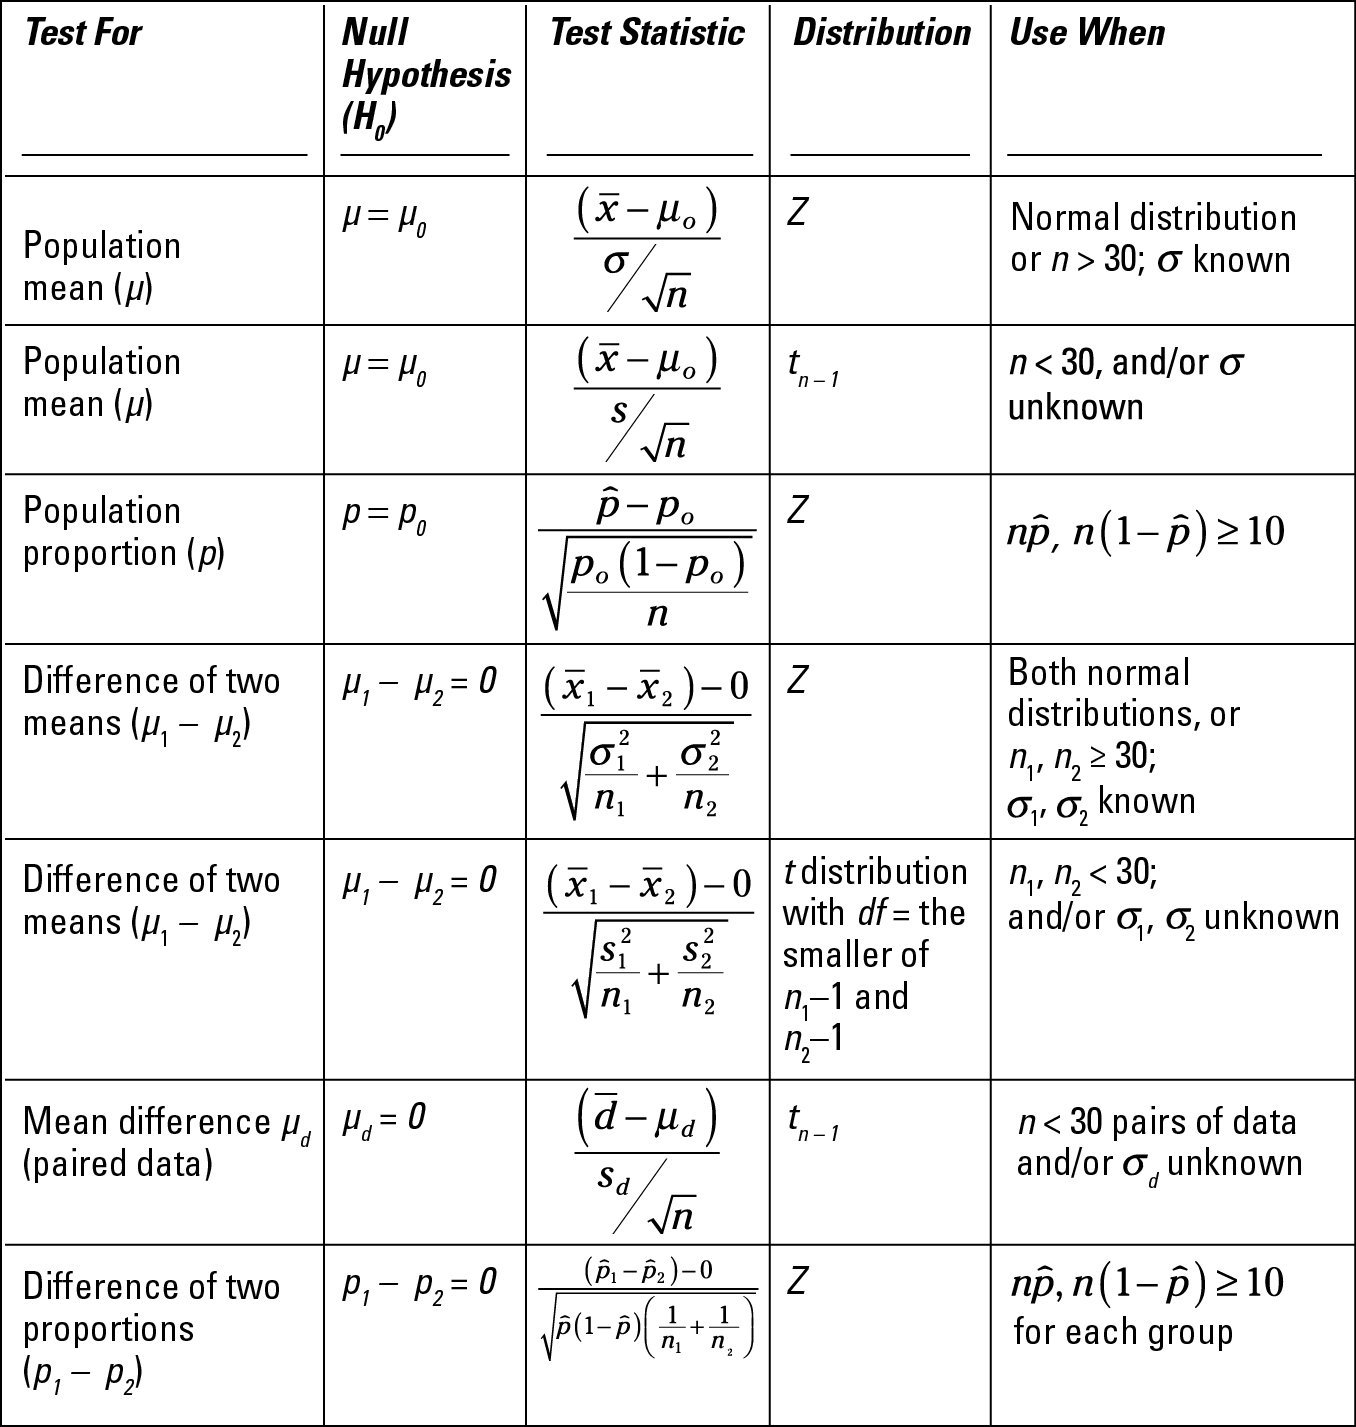 Test For
Null
Hypothesis
(H₀)
Test Statistic
Distribution
Use When
Population
mean (μ)
μ = μ₀
(x̄ − μₒ) / (σ/√n)
Z
Normal distribution
or n > 30; σ known
Population
mean (μ)
μ = μ₀
(x̄ − μₒ) / (s/√n)
tₙ₋₁
n < 30, and/or σ
unknown
Population
proportion (p)
p = p₀
(p̂ − pₒ) / √(pₒ(1 − pₒ)/n)
Z
np̂, n(1 − p̂) ≥ 10
Difference of two
means (μ₁ − μ₂)
μ₁ − μ₂ = 0
((x̄₁ − x̄₂) − 0) / √(σ₁²/n₁ + σ₂²/n₂)
Z
Both normal
distributions, or
n₁, n₂ ≥ 30;
σ₁, σ₂ known
Difference of two
means (μ₁ − μ₂)
μ₁ − μ₂ = 0
((x̄₁ − x̄₂) − 0) / √(s₁²/n₁ + s₂²/n₂)
t distribution
with df = the
smaller of
n₁–1 and
n₂–1
n₁, n₂ < 30;
and/or σ₁, σ₂ unknown
Mean difference μ_d
(paired data)
μ_d = 0
(d̄ − μ_d) / (s_d/√n)
tₙ₋₁
n < 30 pairs of data
and/or σ_d unknown
Difference of two
proportions
(p₁ − p₂)
p₁ − p₂ = 0
((p̂₁ − p̂₂) − 0) / √(p̂(1 − p̂)(1/n₁ + 1/n₂))
Z
np̂, n(1 − p̂) ≥ 10
for each group